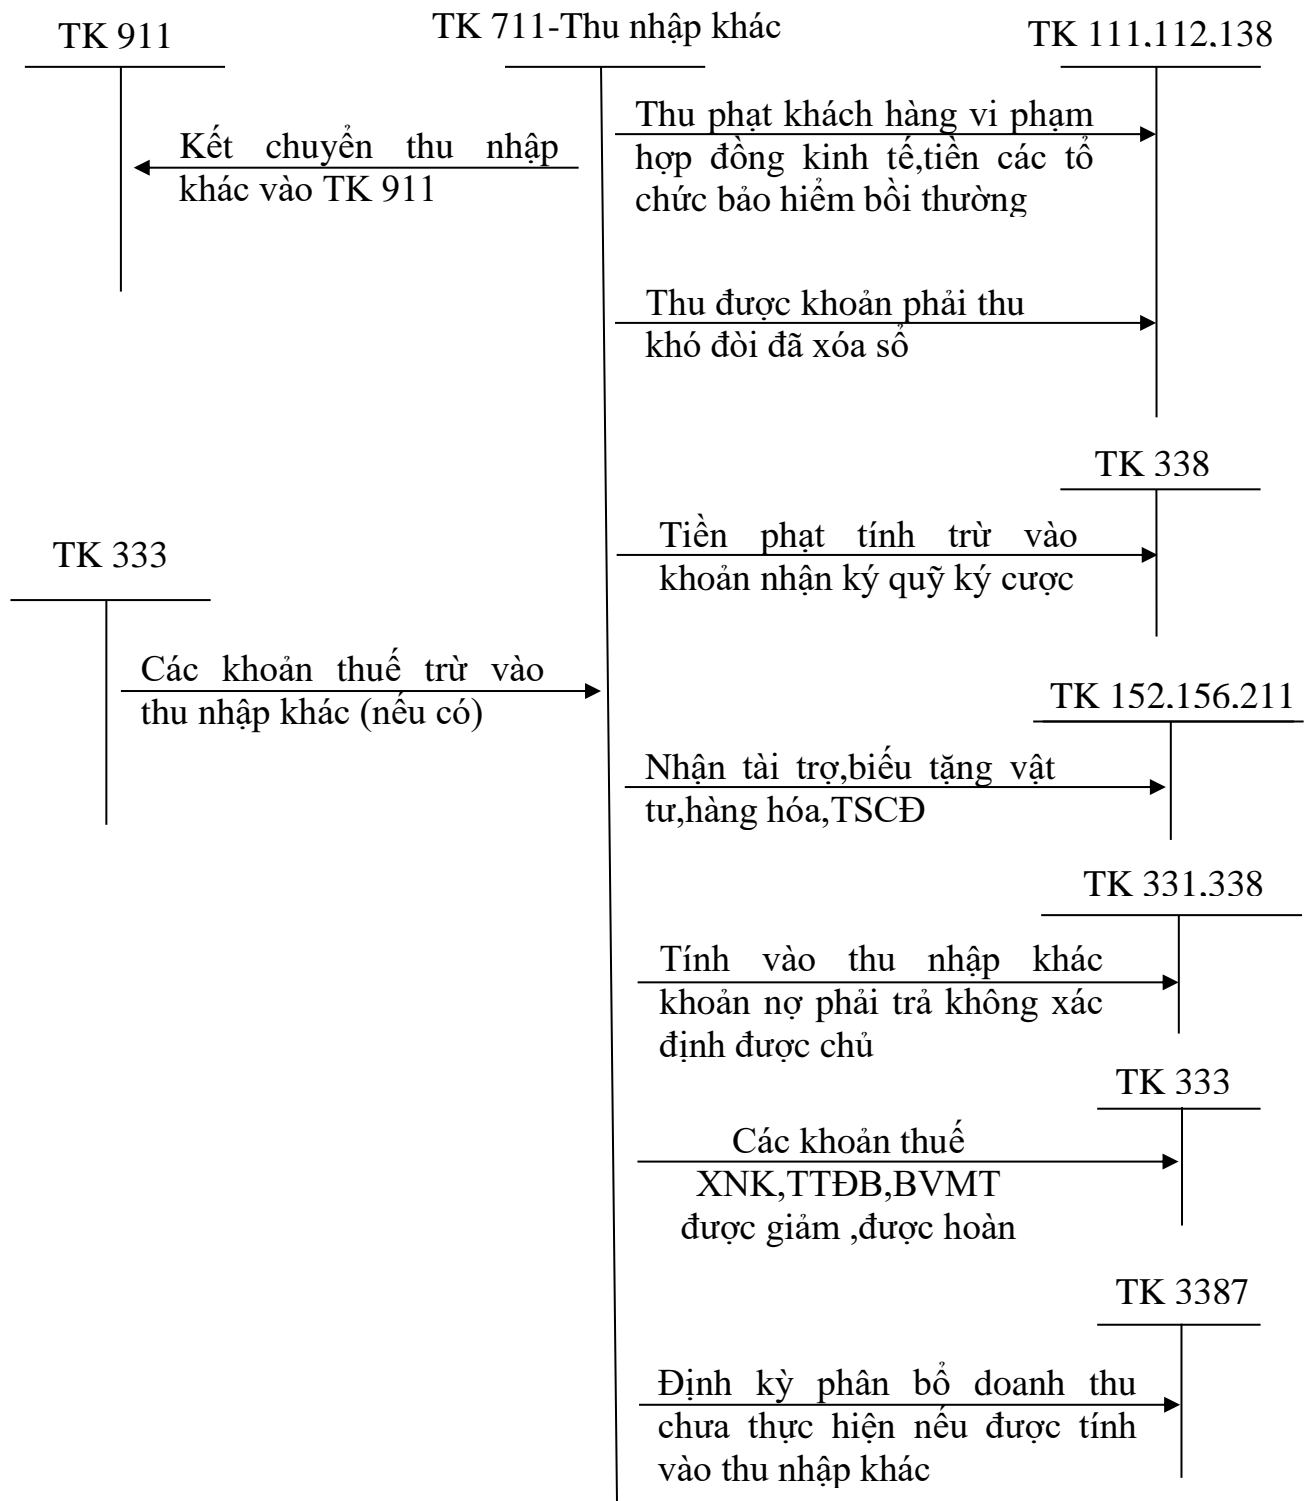 TK 911
TK 711-Thu nhập khác
TK 111,112,138
Thu phạt khách hàng vi phạm
hợp đồng kinh tế,tiền các tổ
chức bảo hiểm bồi thường
Kết chuyển thu nhập
khác vào TK 911
Thu được khoản phải thu
khó đòi đã xóa sổ
TK 338
Tiền phạt tính trừ vào
khoản nhận ký quỹ ký cược
TK 333
Các khoản thuế trừ vào
thu nhập khác (nếu có)
TK 152,156,211
Nhận tài trợ,biếu tặng vật
tư,hàng hóa,TSCĐ
TK 331,338
Tính vào thu nhập khác
khoản nợ phải trả không xác
định được chủ
TK 333
Các khoản thuế
XNK,TTĐB,BVMT
được giảm ,được hoàn
TK 3387
Định kỳ phân bổ doanh thu
chưa thực hiện nếu được tính
vào thu nhập khác